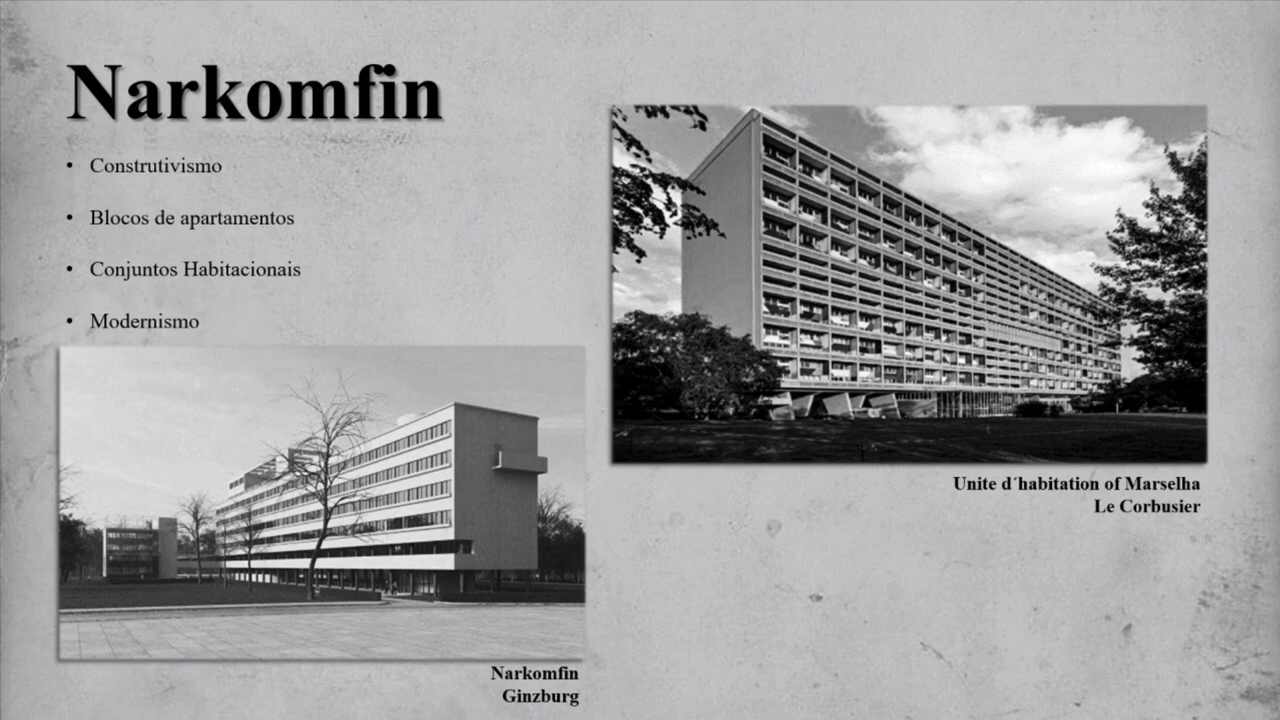 Narkomfin
• Construtivismo
• Blocos de apartamentos
• Conjuntos Habitacionais
• Modernismo
Unite d´habitation of Marselha
Le Corbusier
Narkomfin
Ginzburg